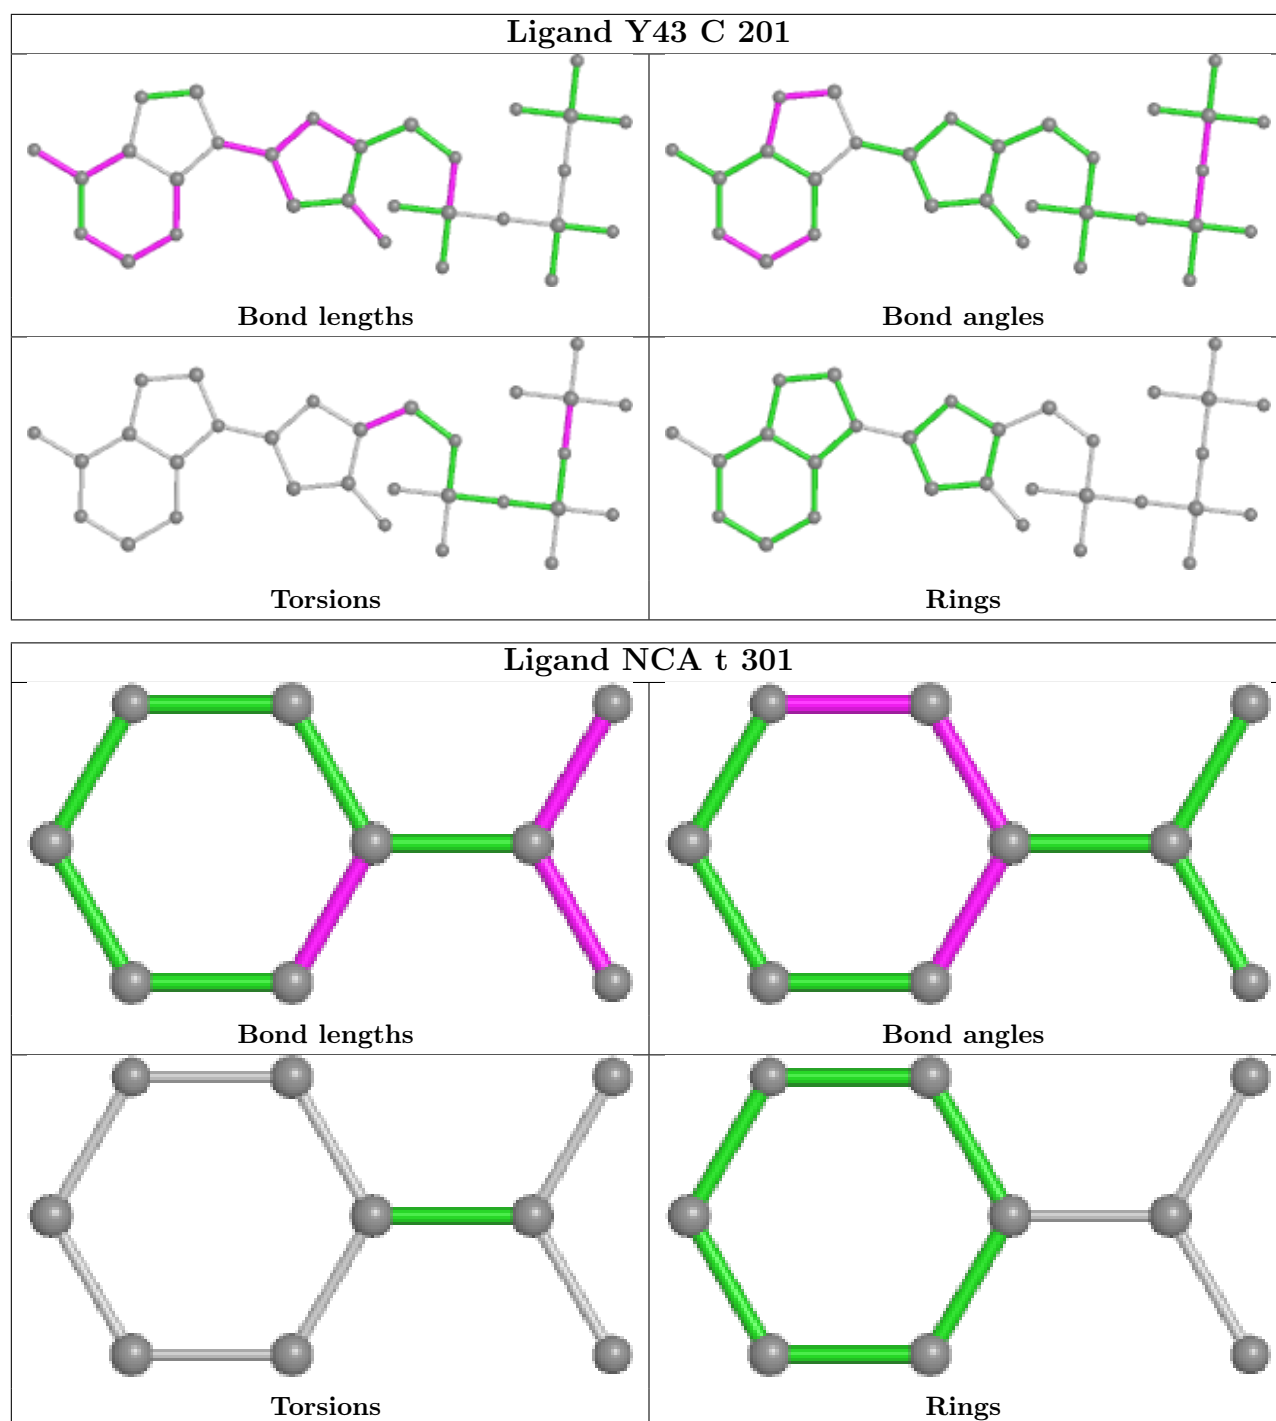 Ligand Y43 C 201
Bond lengths
Bond angles
Torsions
Rings
Ligand NCA t 301
Bond lengths
Bond angles
Torsions
Rings